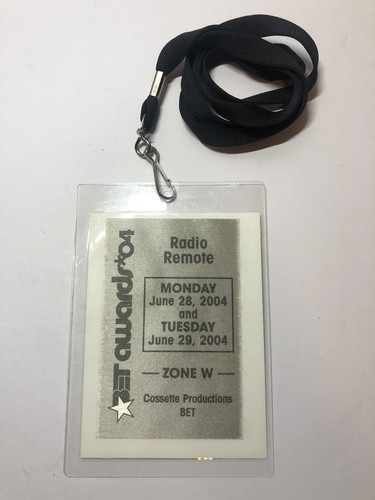 BET awards*04
Radio
Remote
MONDAY
June 28, 2004
and
TUESDAY
June 29, 2004
— ZONE W —
Cossette Productions
BET